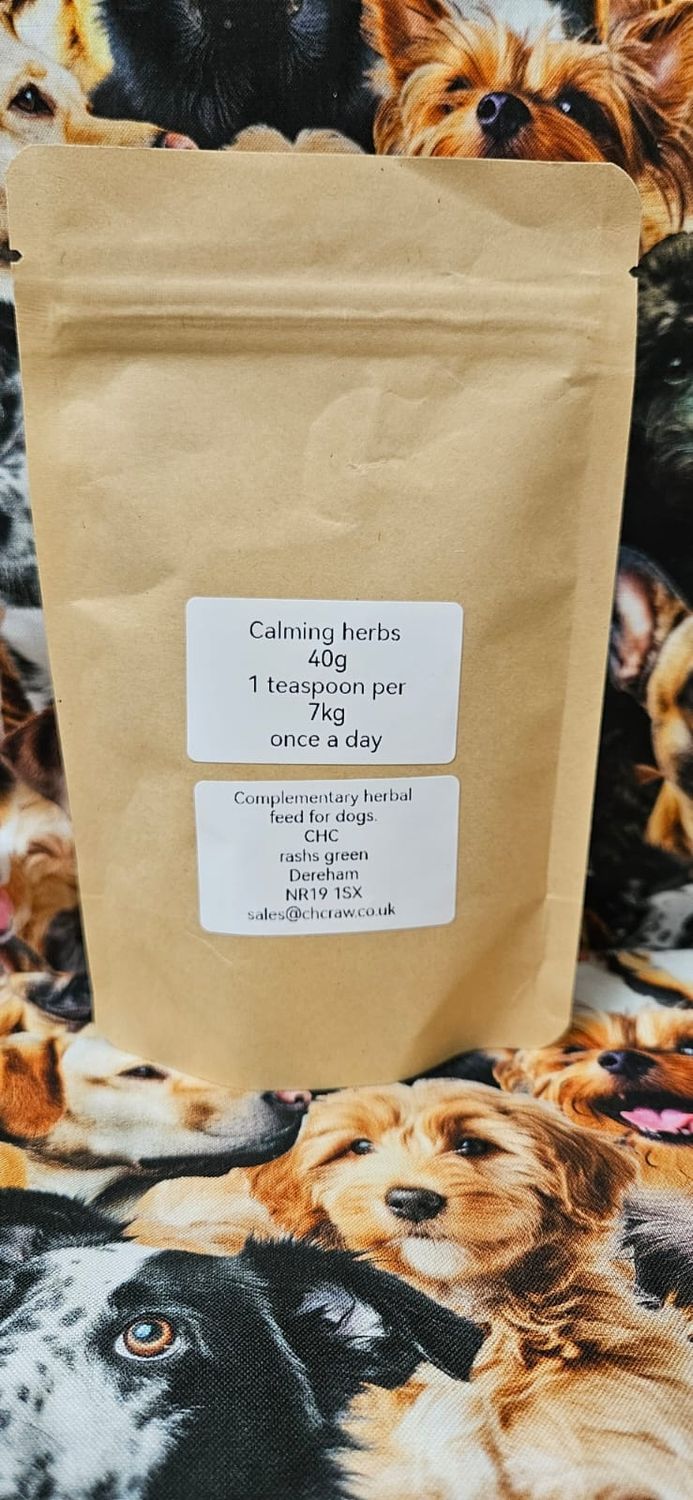 Calming herbs
40g
1 teaspoon per
7kg
once a day
Complementary herbal
feed for dogs.
CHC
rashs green
Dereham
NR19 1SX
sales@chcraw.co.uk